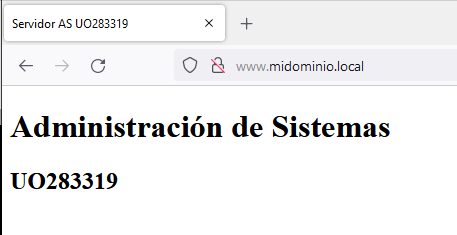 Servidor AS UO283319
www.midominio.local
Administración de Sistemas
UO283319